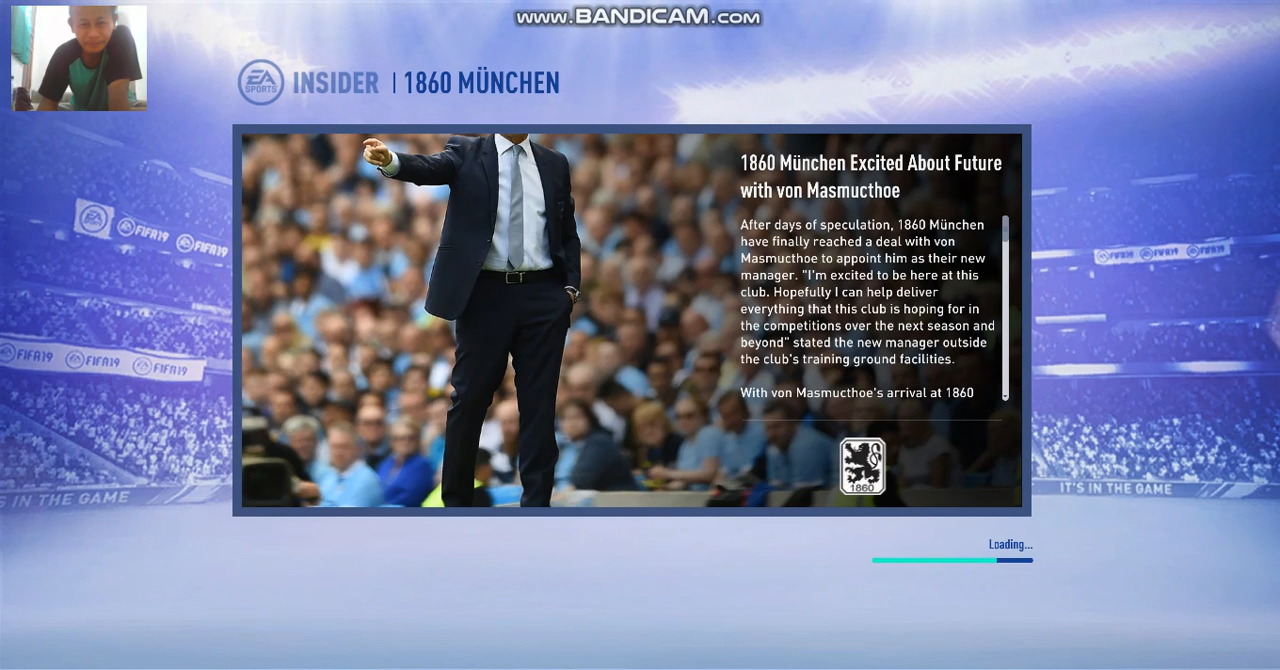 www.BANDICAM.com
EA SPORTS INSIDER | 1860 MÜNCHEN
1860 München Excited About Future
with von Masmucthoe
After days of speculation, 1860 München
have finally reached a deal with von
Masmucthoe to appoint him as their new
manager. "I'm excited to be here at this
club. Hopefully I can help deliver
everything that this club is hoping for in
the competitions over the next season and
beyond" stated the new manager outside
the club's training ground facilities.
With von Masmucthoe's arrival at 1860
1860
Loading...
FIFA19
FIFA19
FIFA19
FIFA19
S IN THE GAME
IT'S IN THE GAME